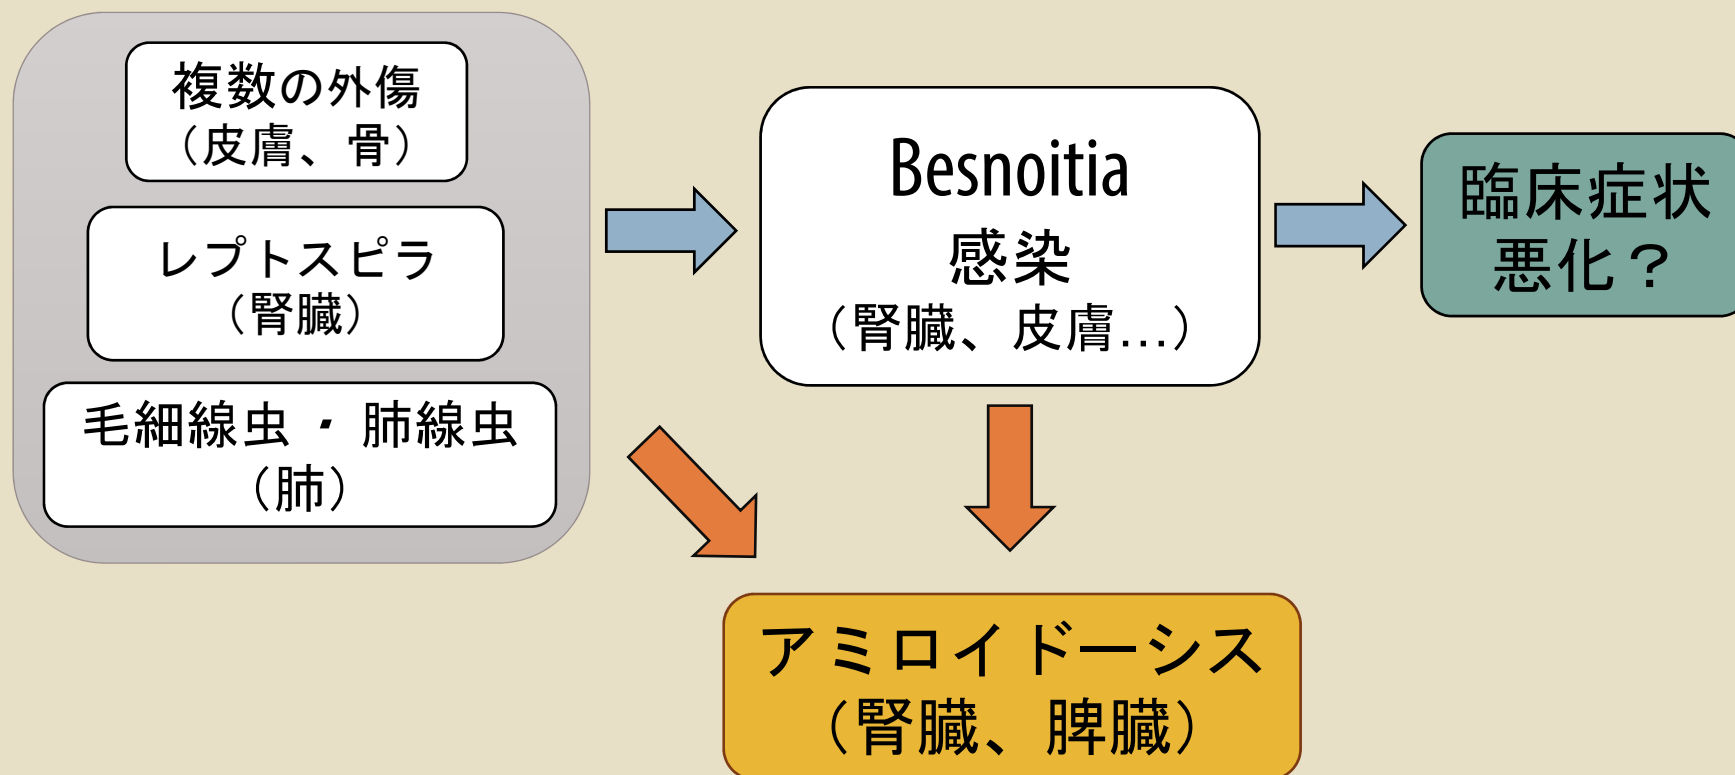 複数の外傷
（皮膚、骨）
レプトスピラ
（腎臓）
毛細線虫・肺線虫
（肺）
Besnoitia
感染
（腎臓、皮膚…）
臨床症状
悪化？
アミロイドーシス
（腎臓、脾臓）